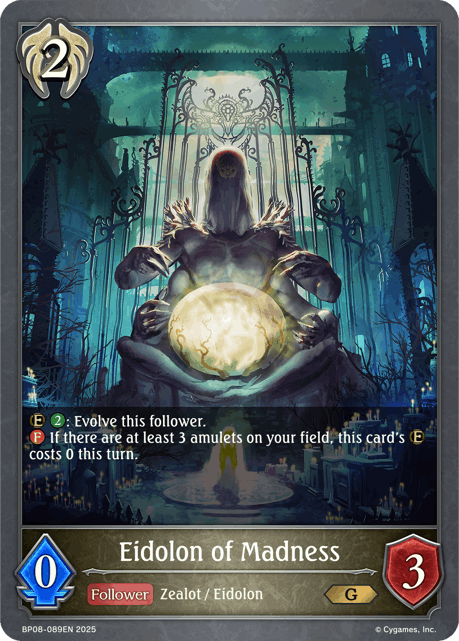 2
E 2 : Evolve this follower.
F If there are at least 3 amulets on your field, this card's E
costs 0 this turn.
Eidolon of Madness
0
Follower Zealot / Eidolon G
3
BP08-089EN 2025 © Cygames, Inc.